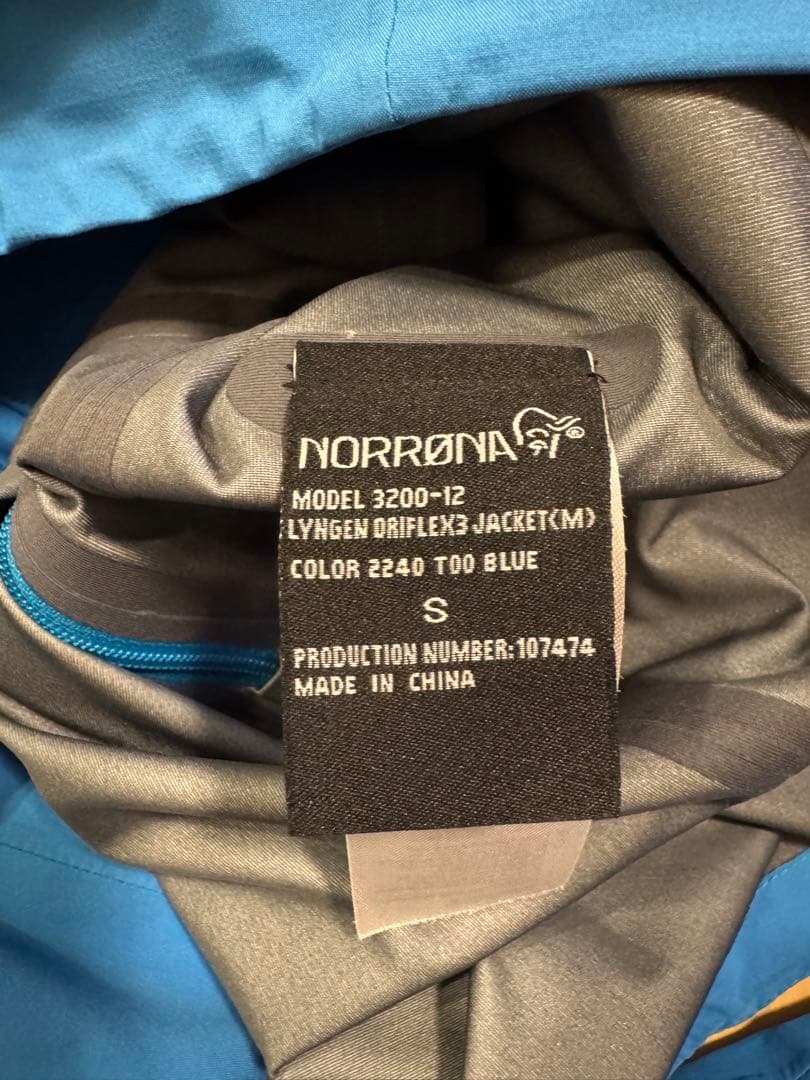 NORRØNA®
MODEL 3200-12
LYNGEN DRIFLEX3 JACKET(M)
COLOR 2240 TOO BLUE
S
PRODUCTION NUMBER:107474
MADE IN CHINA